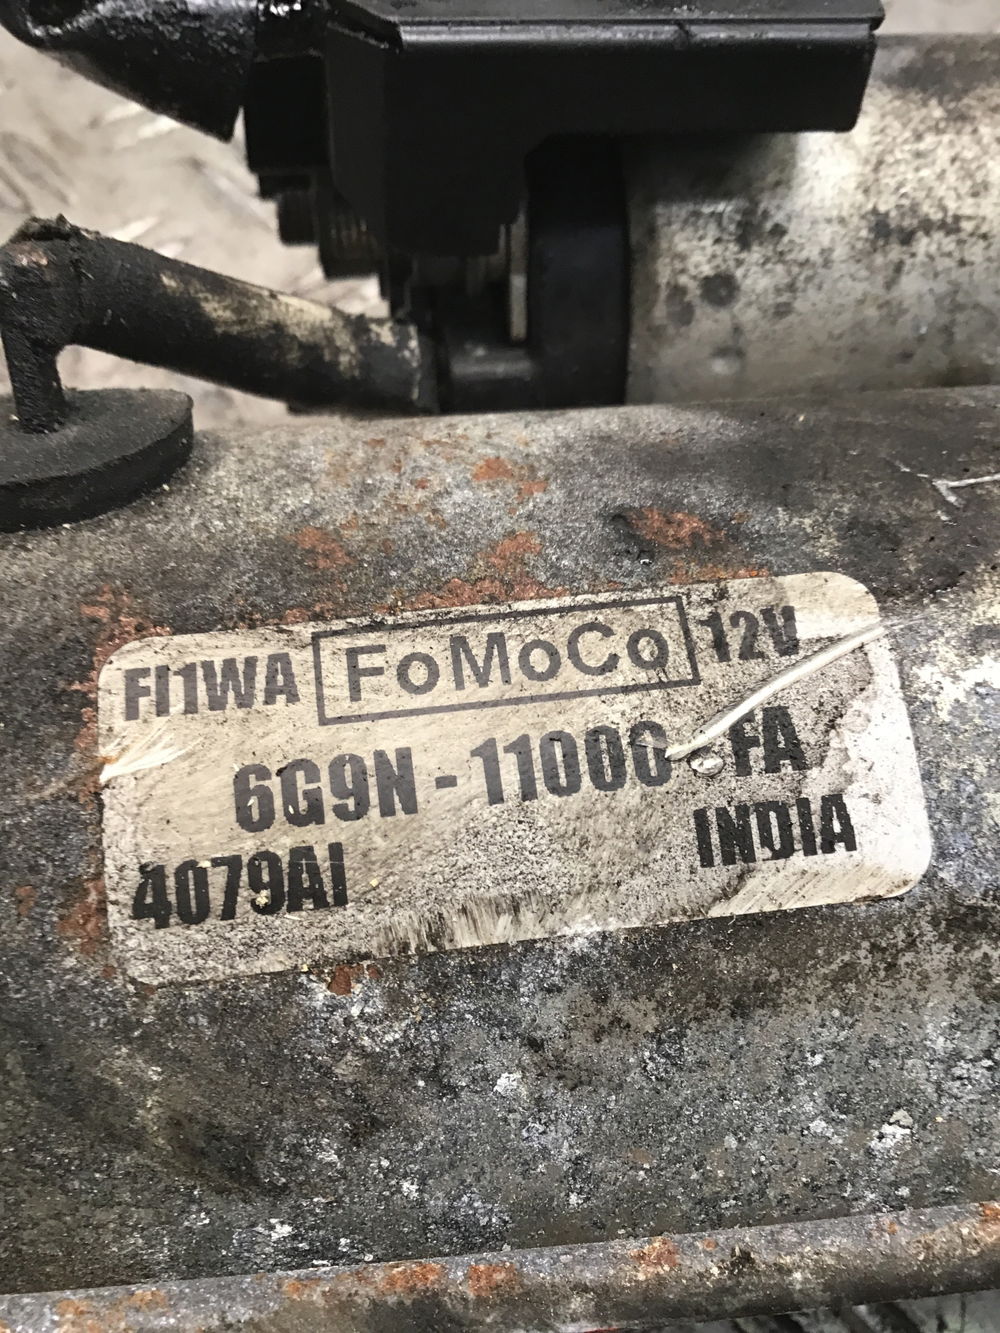 FI1WA FoMoCo 12V
6G9N - 11000 - FA
4079AI INDIA